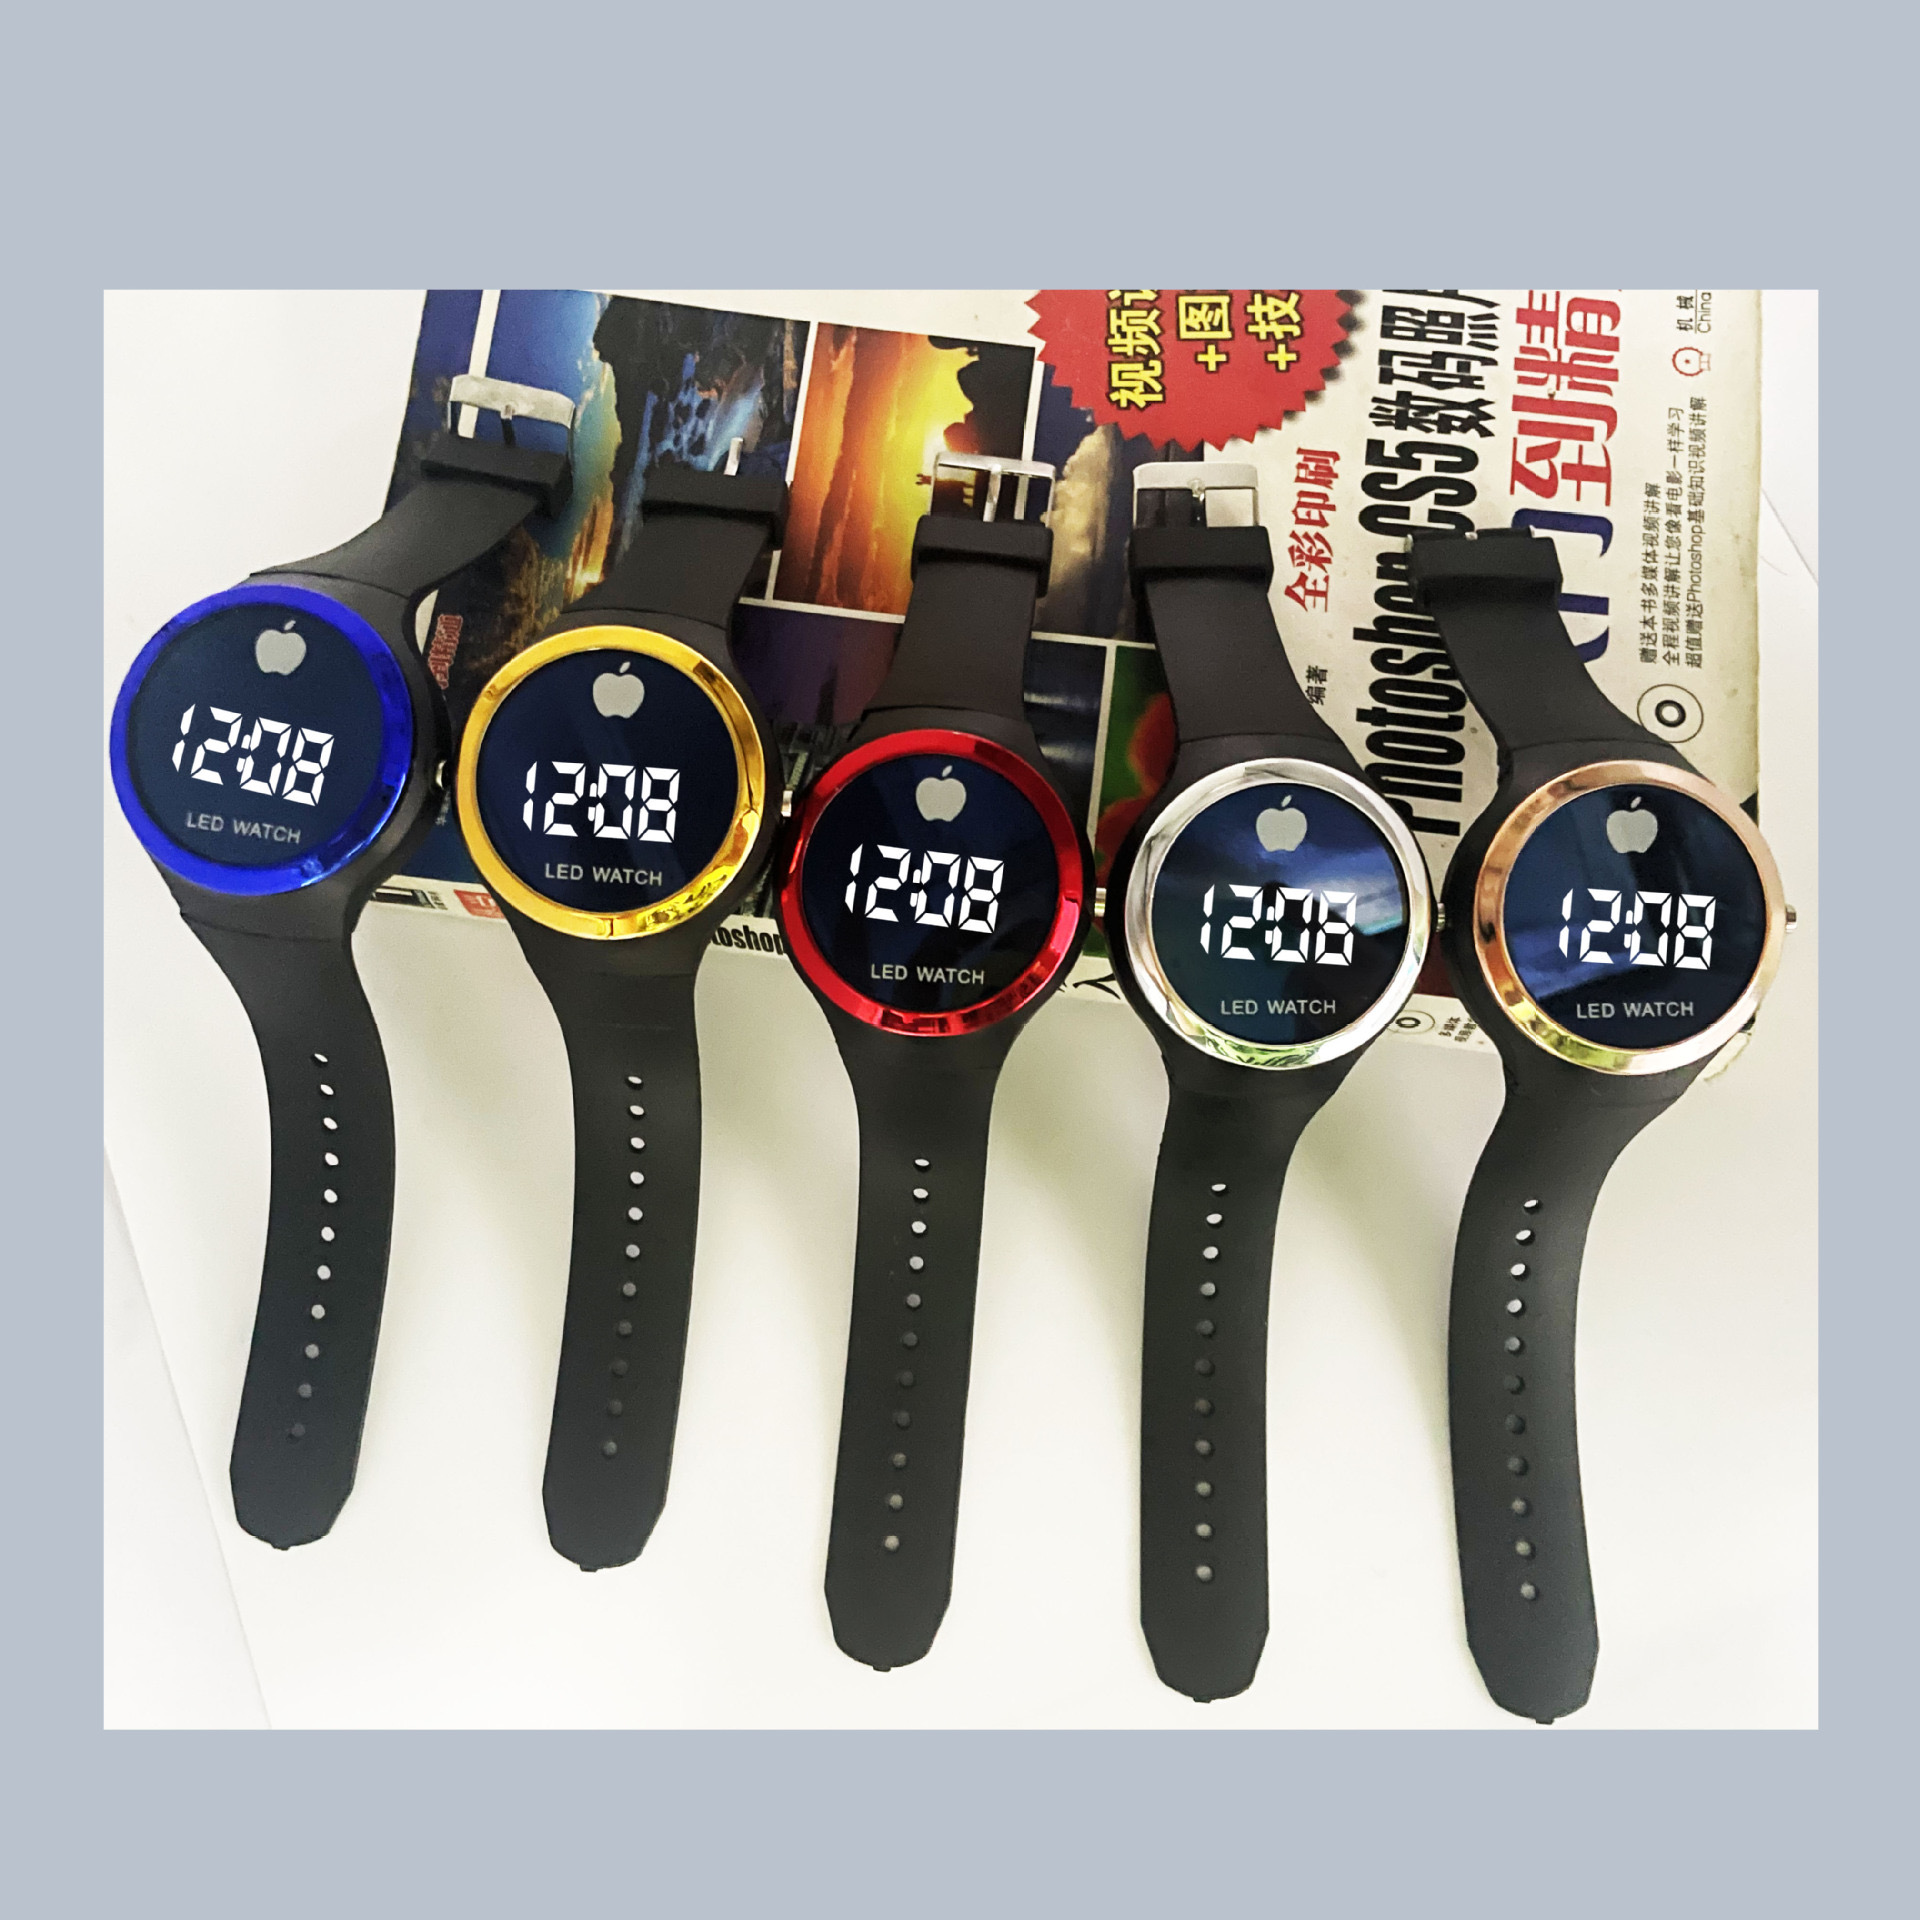 视频
+图
+技
全彩印刷
Photoshop CS5 数码照
到精
机械
China
赠送本书多媒体视频讲解
全程视频讲解让您像看电影一样学习
超值赠送Photoshop基础知识视频讲解
编著
12:08
LED WATCH
12:08
LED WATCH
12:08
LED WATCH
12:08
LED WATCH
12:08
LED WATCH
toshop